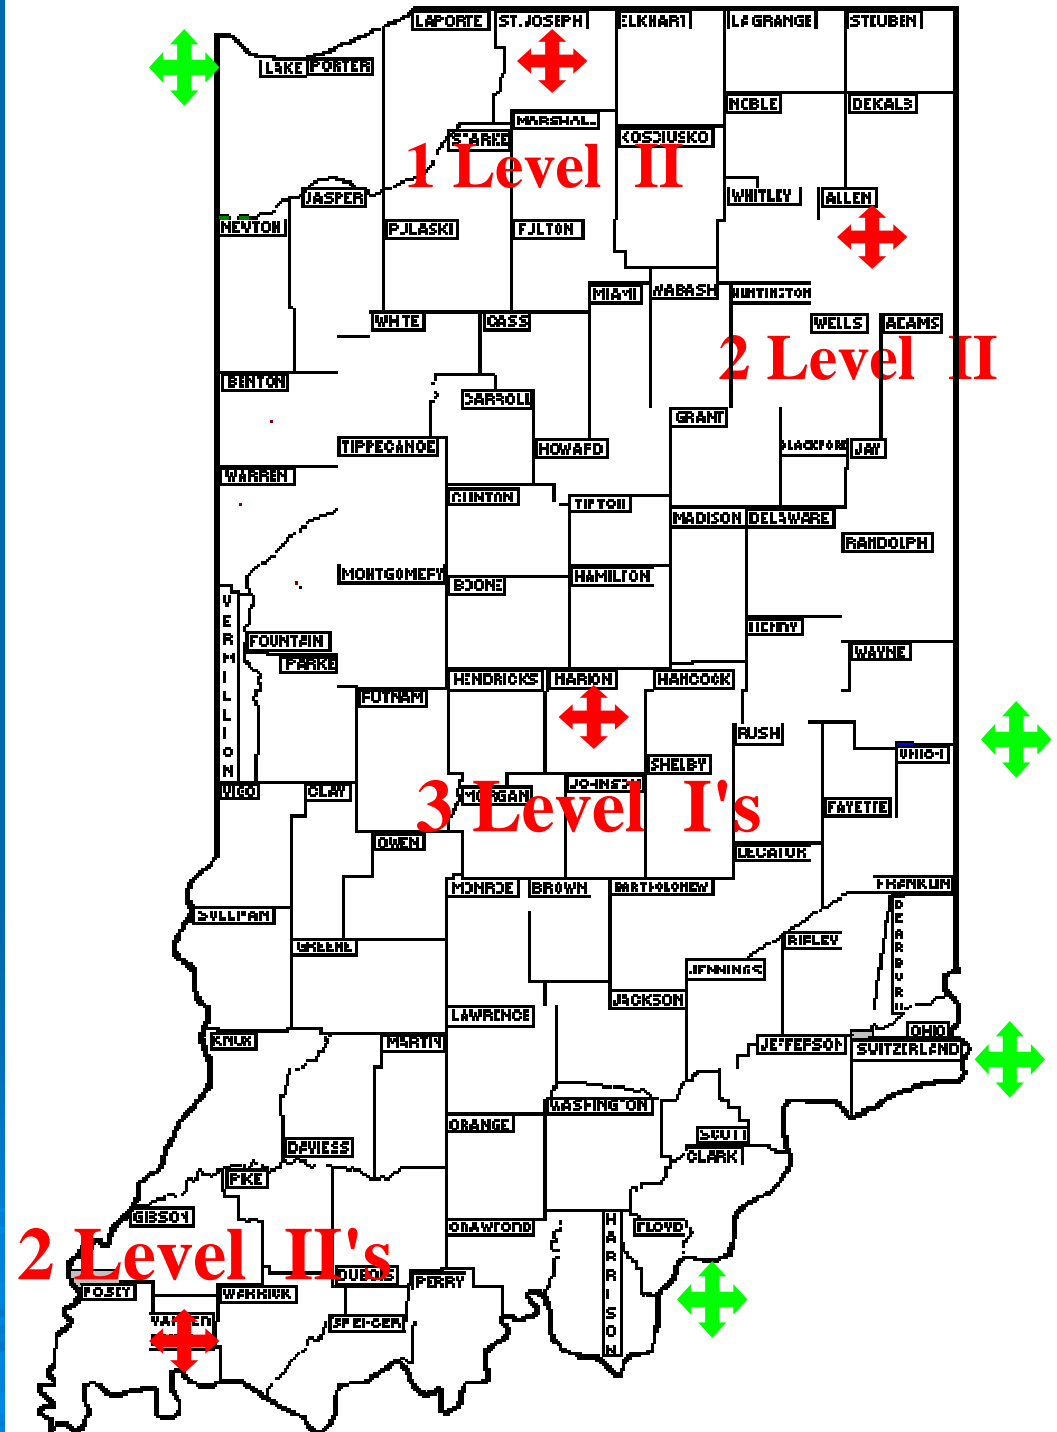 LAPORTE ST. JOSEPH ELKHART LAGRANGE STEUBEN
LAKE PORTER
NOBLE DEKALB
MARSHALL
STARKE KOSCIUSKO
1 Level II
JASPER WHITLEY ALLEN
NEWTON PULASKI FULTON
MIAMI WABASH HUNTINGTON
WHITE CASS WELLS ADAMS
2 Level II
BENTON
CARROLL
GRANT
TIPPECANOE HOWARD BLACKFORD JAY
WARREN
CLINTON TIPTON
MADISON DELAWARE
RANDOLPH
MONTGOMERY BOONE HAMILTON
VERMILLION
HENRY
FOUNTAIN
PARKE WAYNE
HENDRICKS MARION HANCOCK
PUTNAM
RUSH
SHELBY UNION
VIGO CLAY MORGAN JOHNSON
3 Level I's
FAYETTE
OWEN
DECATUR
MONROE BROWN BARTHOLOMEW FRANKLIN
SULLIVAN
DEARBORN
GREENE RIPLEY
JENNINGS
JACKSON
LAWRENCE
KNOX MARTIN JEFFERSON OHIO
SWITZERLAND
WASHINGTON
ORANGE
DAVIESS SCOTT
CLARK
PIKE
GIBSON CRAWFORD FLOYD
HARRISON
2 Level II's
DUBOIS PERRY
POSEY WARRICK
SPENCER